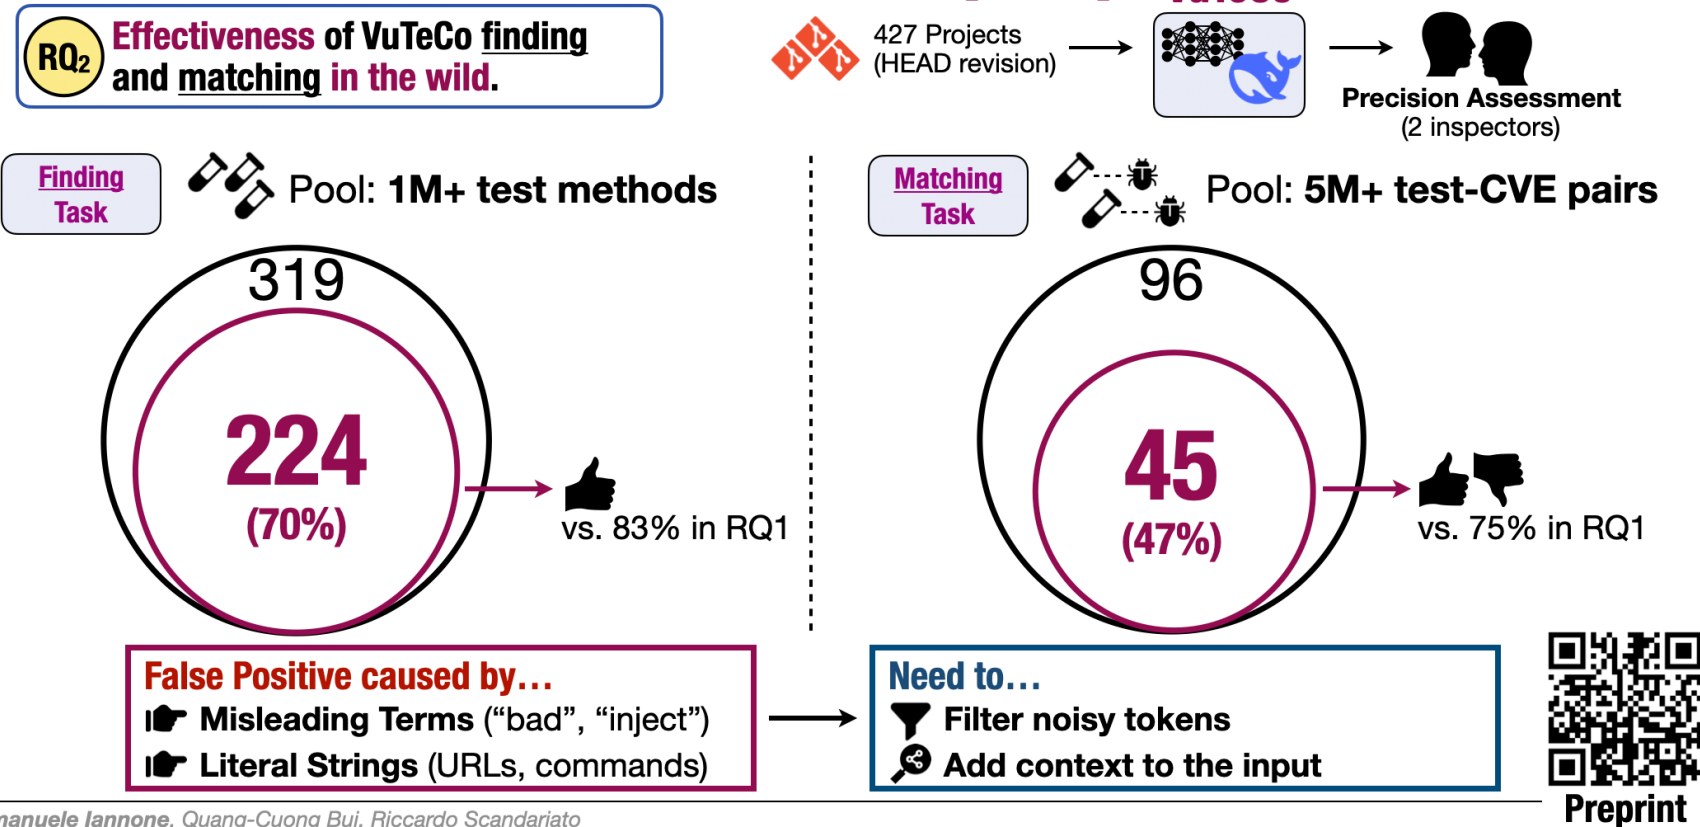 RQ2
Effectiveness of VuTeCo finding
and matching in the wild.
427 Projects
(HEAD revision)
Precision Assessment
(2 inspectors)
Finding
Task
Pool: 1M+ test methods
319
224
(70%)
vs. 83% in RQ1
Matching
Task
Pool: 5M+ test-CVE pairs
96
45
(47%)
vs. 75% in RQ1
False Positive caused by…
Misleading Terms (“bad”, “inject”)
Literal Strings (URLs, commands)
Need to…
Filter noisy tokens
Add context to the input
Preprint
manuele Iannone, Quang-Cuong Bui, Riccardo Scandariato